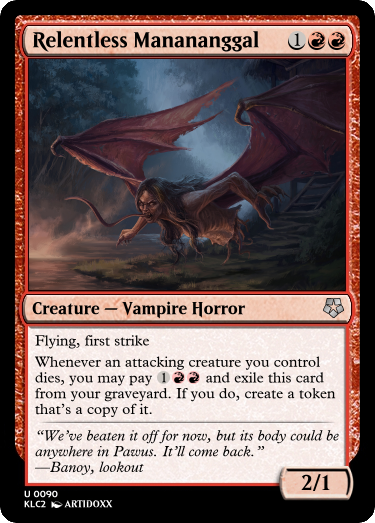 Relentless Manananggal 1
Creature — Vampire Horror
Flying, first strike
Whenever an attacking creature you control
dies, you may pay 1 and exile this card
from your graveyard. If you do, create a token
that's a copy of it.
“We've beaten it off for now, but its body could be
anywhere in Pawus. It'll come back.”
—Banoy, lookout
2/1
U 0090
KLC2 ARTIDOXX